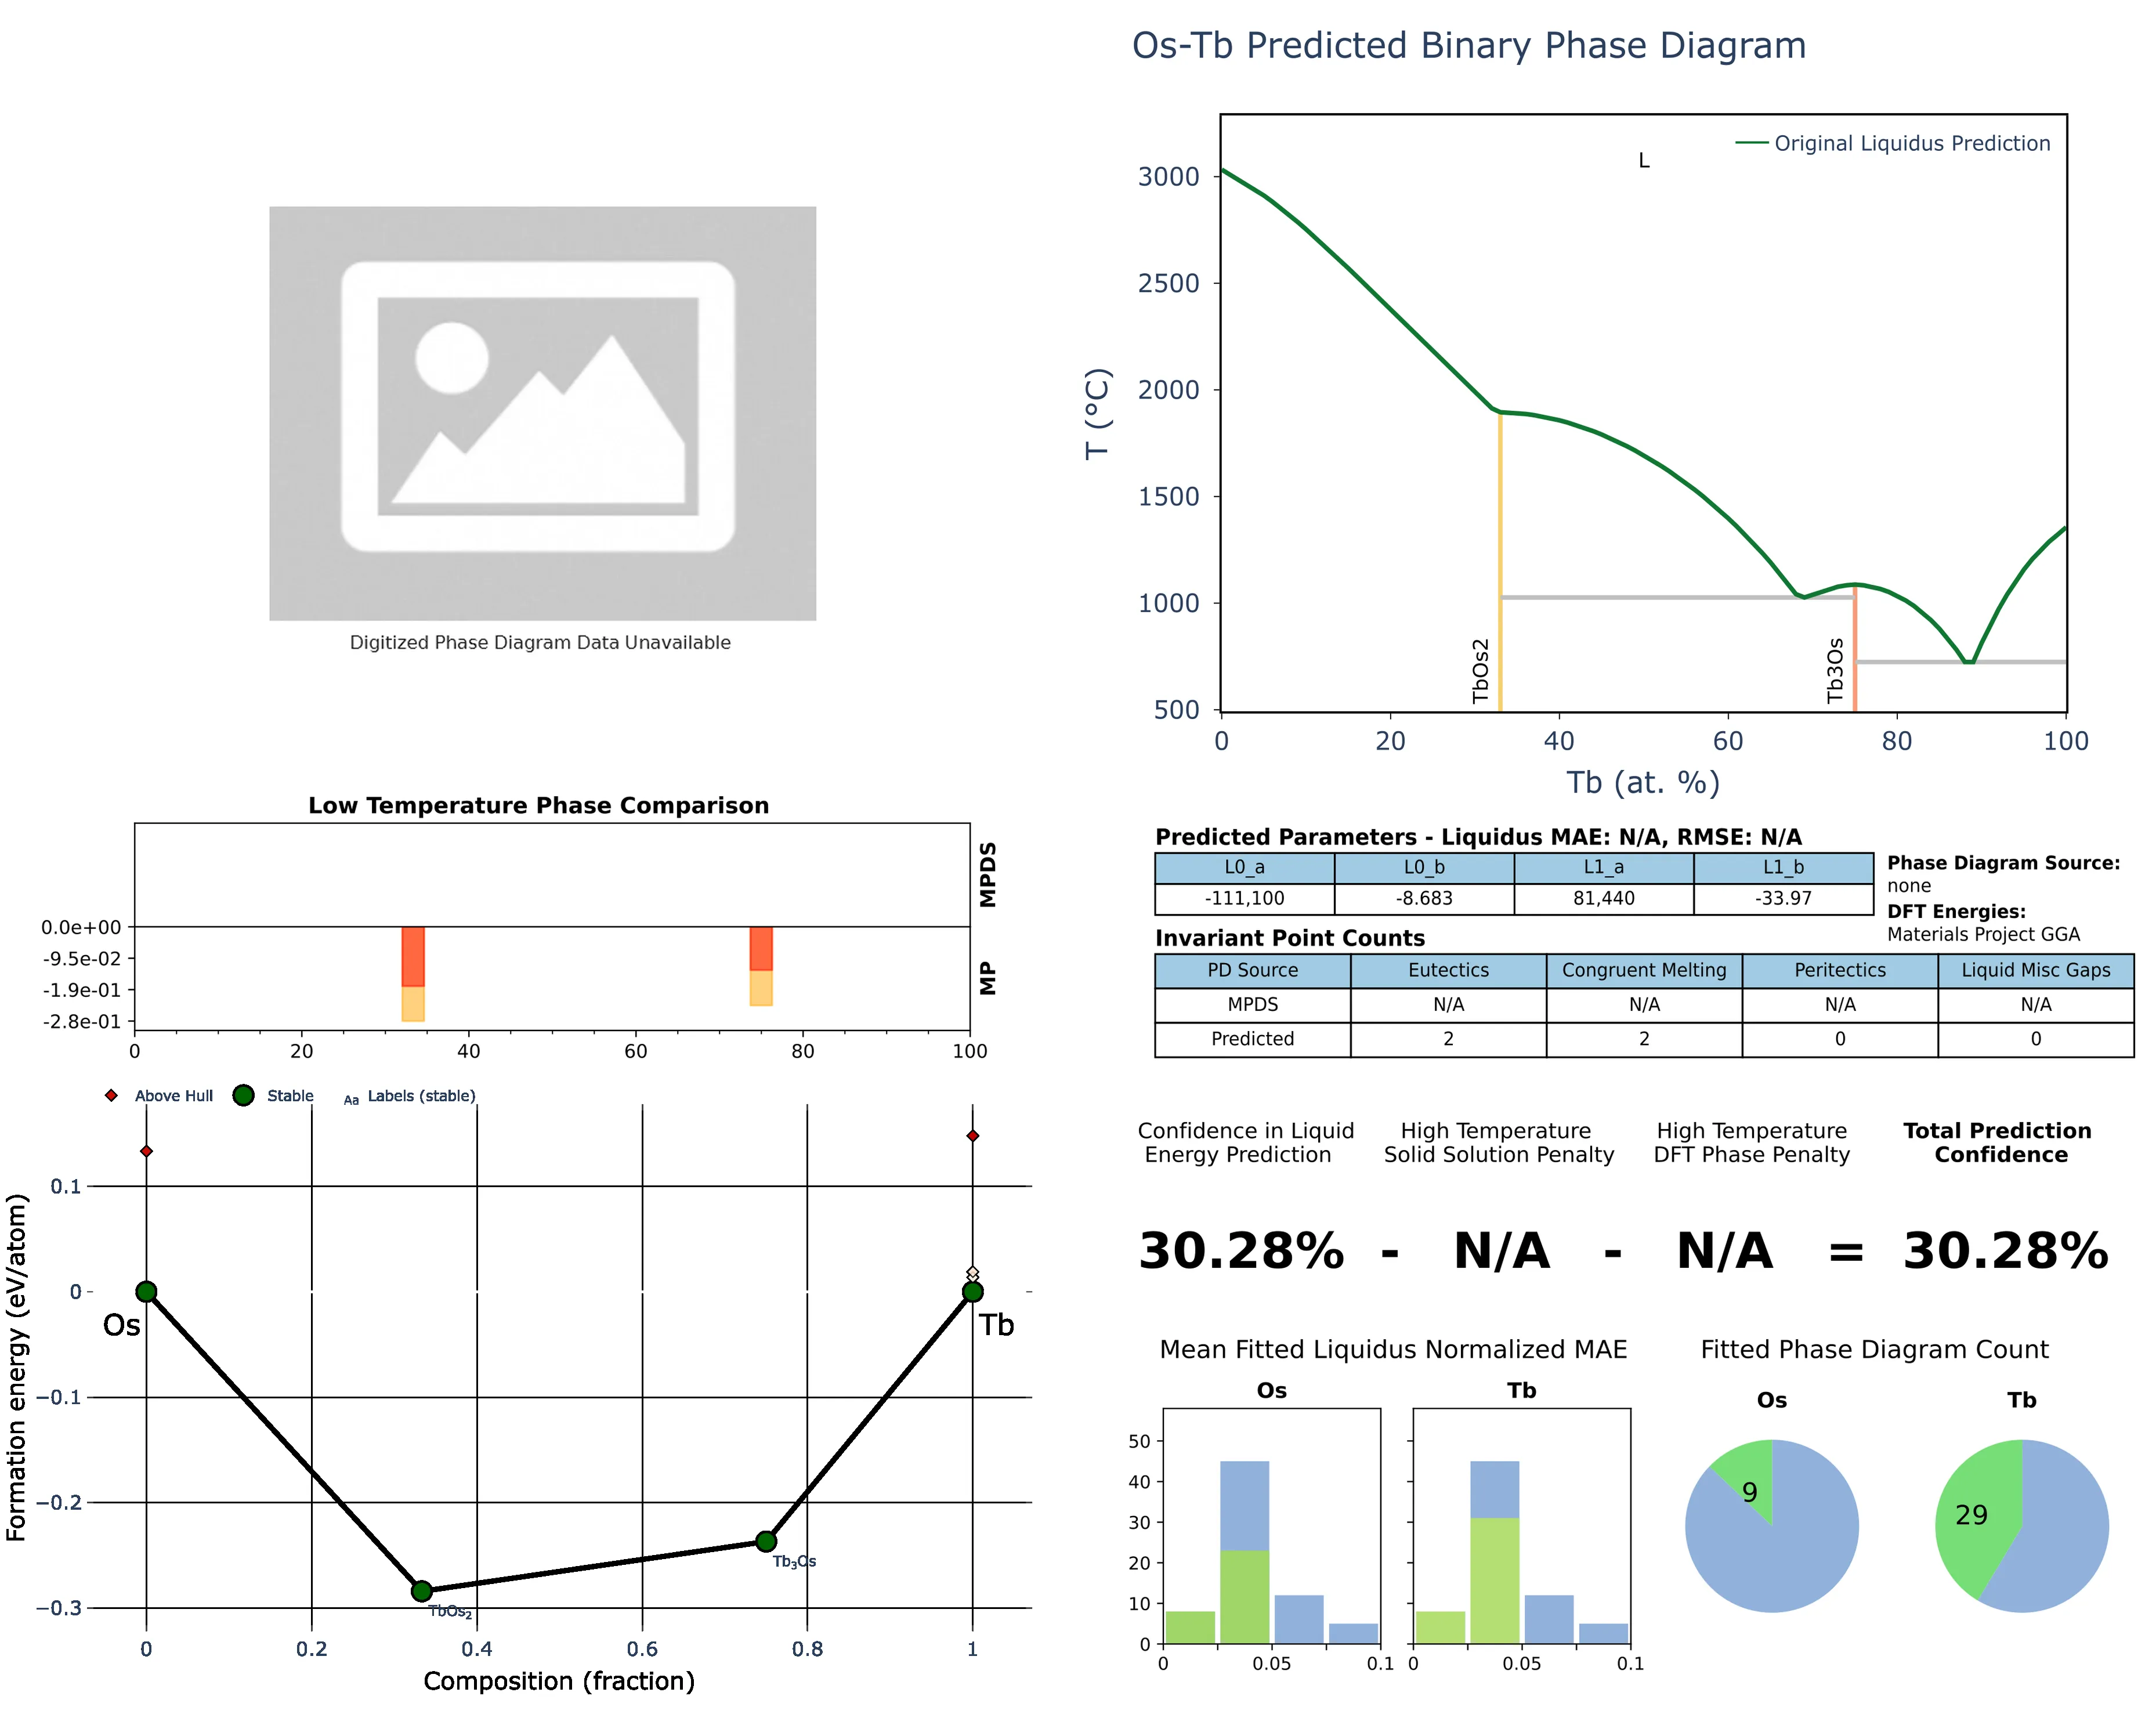 Os-Tb Predicted Binary Phase Diagram
Digitized Phase Diagram Data Unavailable
Original Liquidus Prediction
L
3000
2500
2000
1500
1000
500
T (°C)
TbOs2
Tb3Os
0 20 40 60 80 100
Tb (at. %)
Low Temperature Phase Comparison
MPDS
MP
0.0e+00
-9.5e-02
-1.9e-01
-2.8e-01
0 20 40 60 80 100
Predicted Parameters - Liquidus MAE: N/A, RMSE: N/A
L0_a L0_b L1_a L1_b
-111,100 -8.683 81,440 -33.97
Phase Diagram Source:
none
DFT Energies:
Materials Project GGA
Invariant Point Counts
PD Source Eutectics Congruent Melting Peritectics Liquid Misc Gaps
MPDS N/A N/A N/A N/A
Predicted 2 2 0 0
Above Hull Stable Aa Labels (stable)
0.1
0
−0.1
−0.2
−0.3
Formation energy (eV/atom)
Os
Tb
TbOs₂
Tb₃Os
0 0.2 0.4 0.6 0.8 1
Composition (fraction)
Confidence in Liquid
Energy Prediction
High Temperature
Solid Solution Penalty
High Temperature
DFT Phase Penalty
Total Prediction
Confidence
30.28% - N/A - N/A = 30.28%
Mean Fitted Liquidus Normalized MAE
Os
Tb
50
40
30
20
10
0
0 0.05 0.1
0 0.05 0.1
Fitted Phase Diagram Count
Os
Tb
9
29